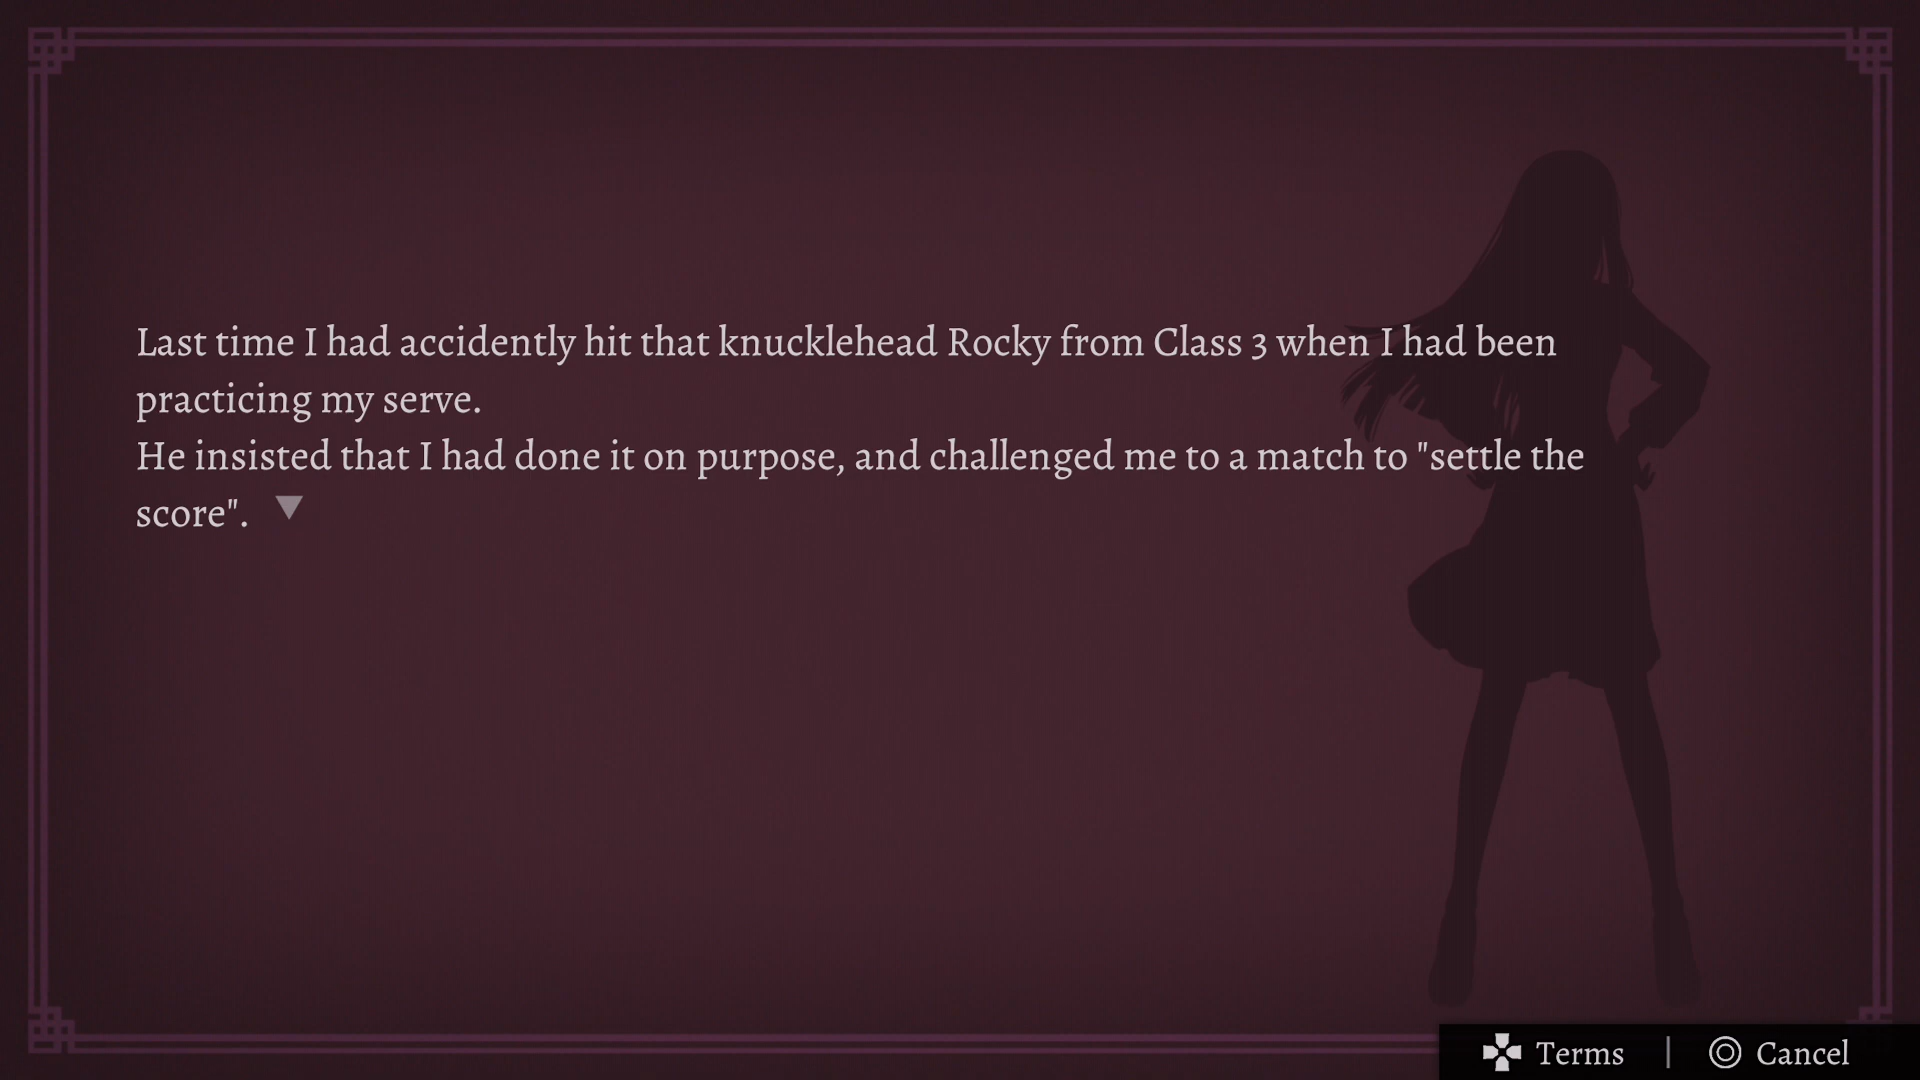 Last time I had accidently hit that knucklehead Rocky from Class 3 when I had been
practicing my serve.
He insisted that I had done it on purpose, and challenged me to a match to "settle the
score".
Terms | Cancel